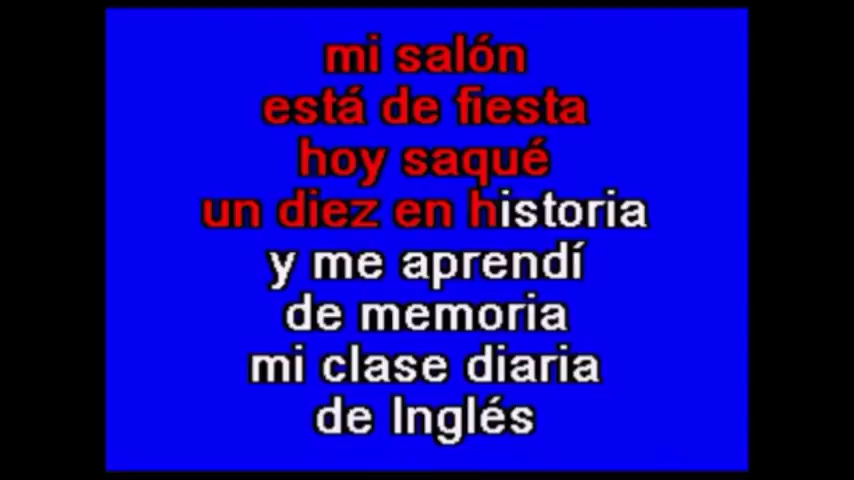 mi salón
está de fiesta
hoy saqué
un diez en historia
y me aprendí
de memoria
mi clase diaria
de Inglés